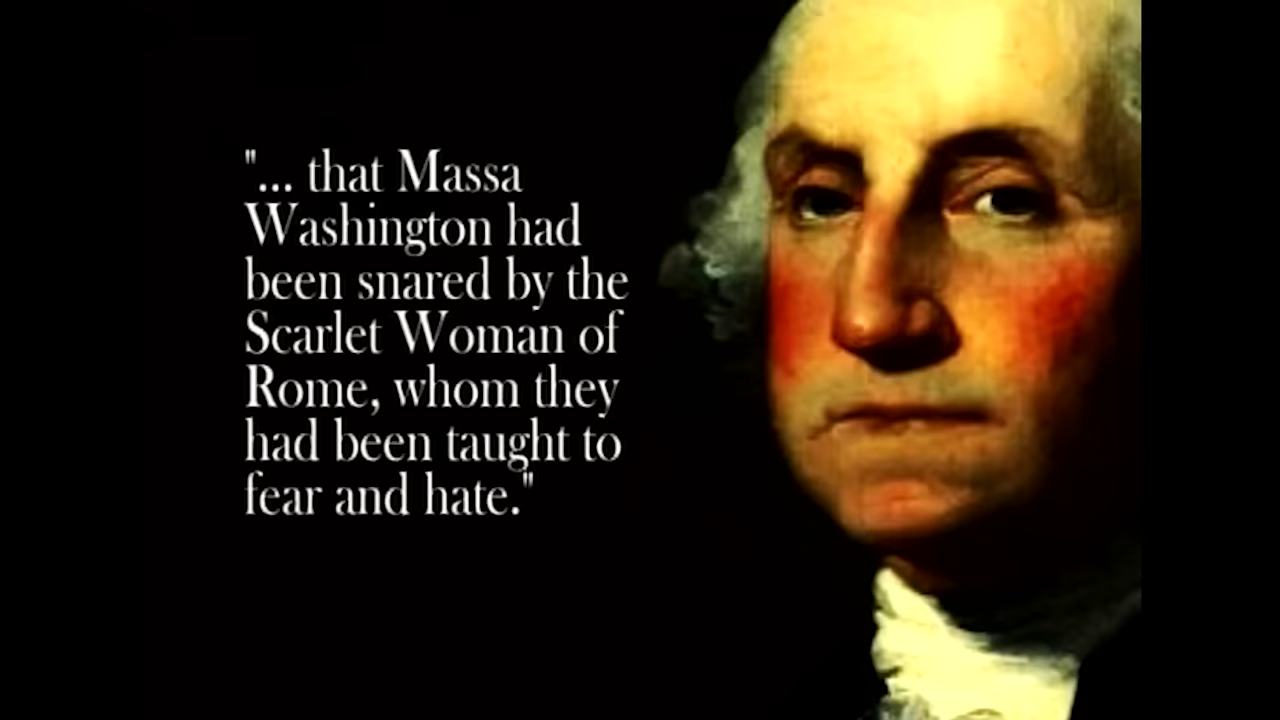 "... that Massa
Washington had
been snared by the
Scarlet Woman of
Rome, whom they
had been taught to
fear and hate."